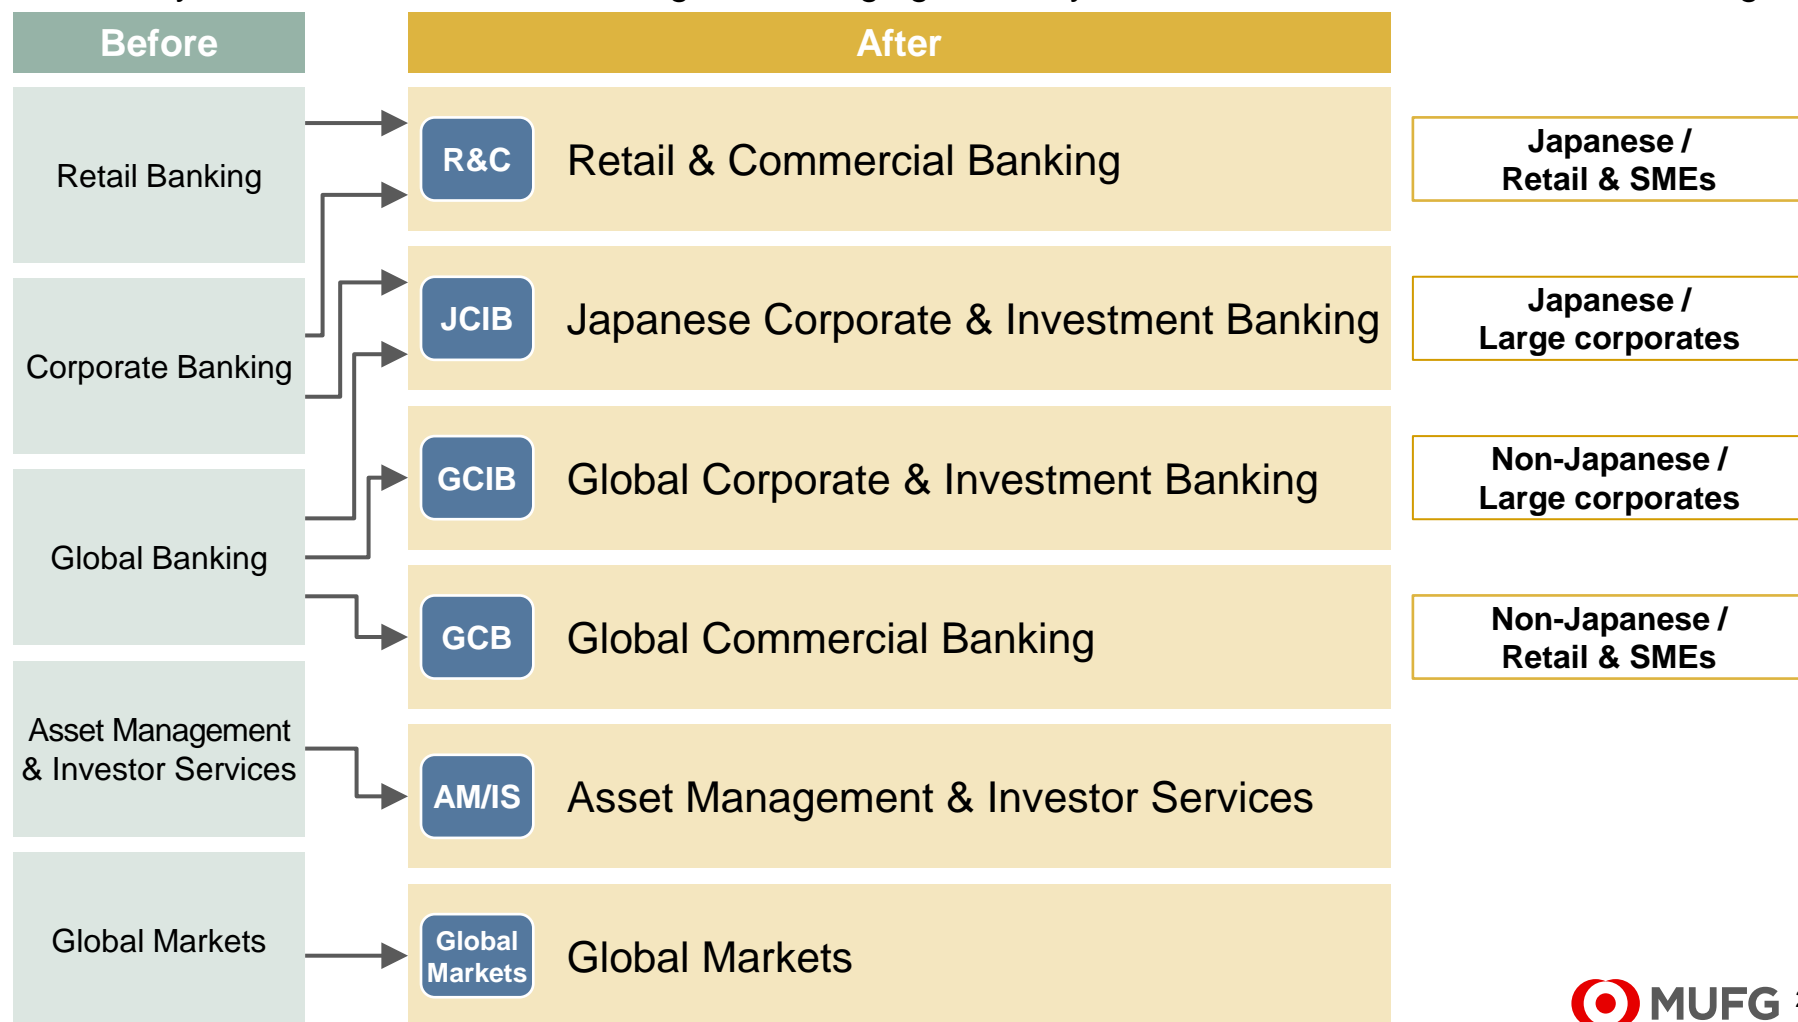 Before
After
Retail Banking
R&C
Retail & Commercial Banking
Japanese /
Retail & SMEs
Corporate Banking
JCIB
Japanese Corporate & Investment Banking
Japanese /
Large corporates
Global Banking
GCIB
Global Corporate & Investment Banking
Non-Japanese /
Large corporates
GCB
Global Commercial Banking
Non-Japanese /
Retail & SMEs
Asset Management
& Investor Services
AM/IS
Asset Management & Investor Services
Global Markets
Global
Markets
Global Markets
MUFG